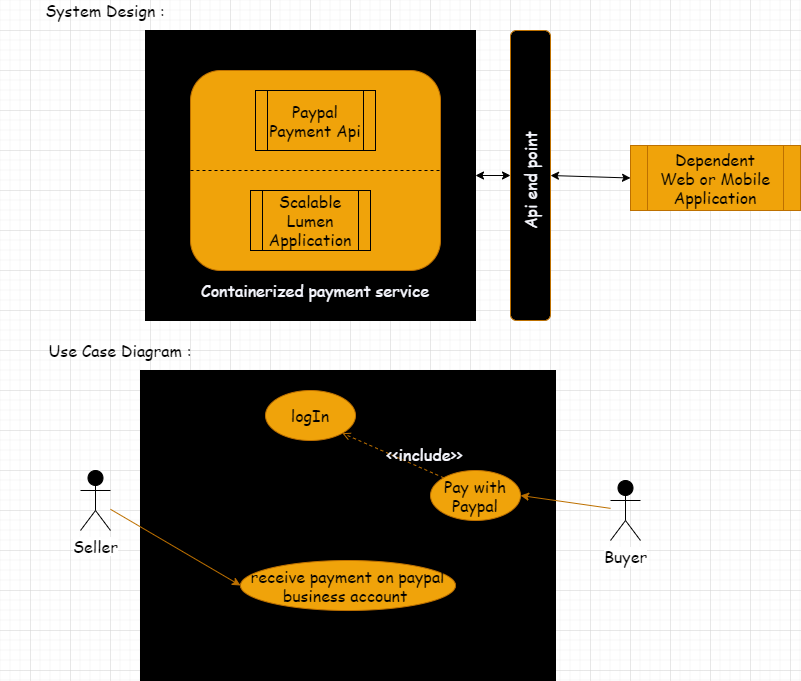 System Design :
Paypal
Payment Api
Scalable
Lumen
Application
Containerized payment service
Api end point
Dependent
Web or Mobile
Application
Use Case Diagram :
logIn
<<include>>
Pay with
Paypal
Seller
Buyer
receive payment on paypal
business account